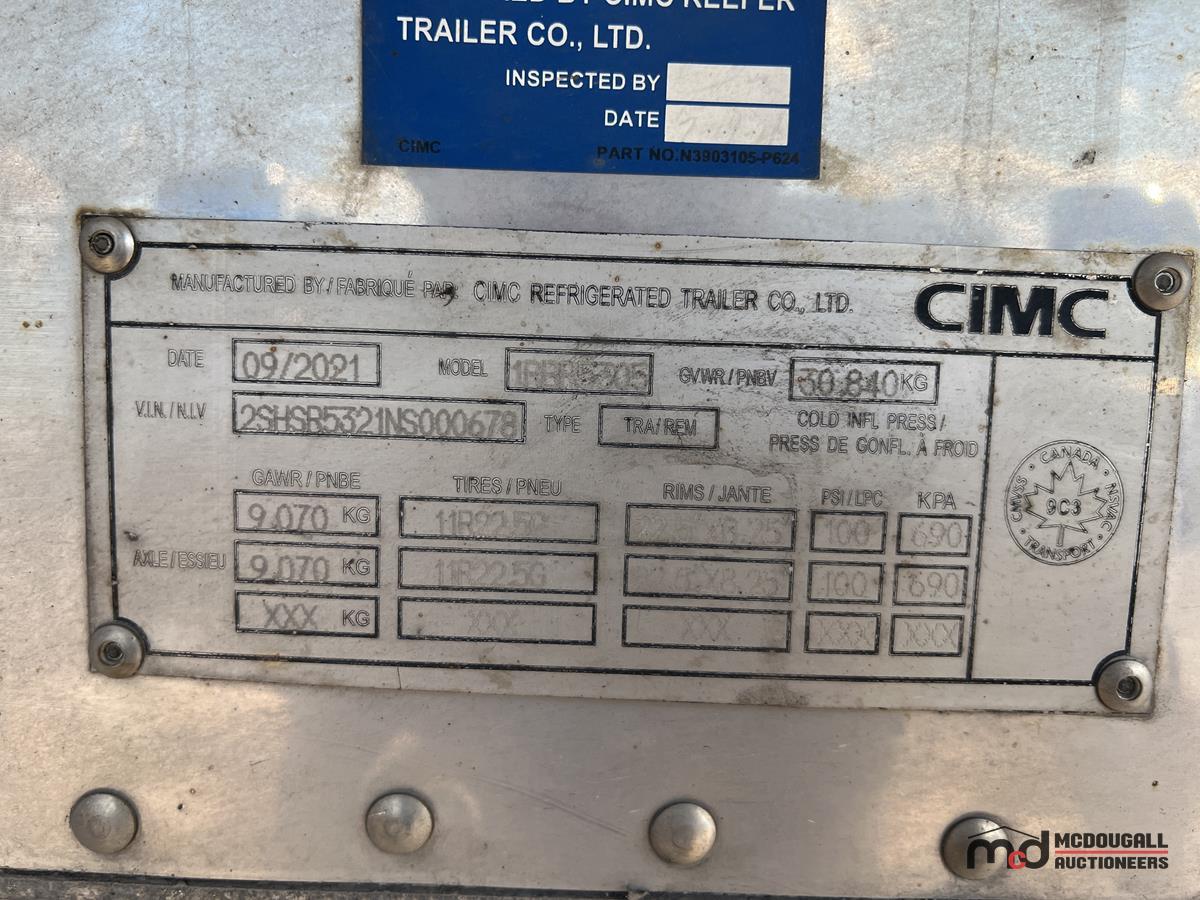 TRAILER CO., LTD.
INSPECTED BY
DATE
CIMC PART NO.N3903105-P624
MANUFACTURED BY / FABRIQUÉ PAR CIMC REFRIGERATED TRAILER CO., LTD. CIMC
DATE 09/2021 MODEL GVWR / PNBV 30,840 KG
V.I.N. / N.I.V 2SHSR5321NS000678 TYPE TRA / REM
COLD INFL PRESS /
PRESS DE GONFL. À FROID
GAWR / PNBE TIRES / PNEU RIMS / JANTE PSI / LPC KPA
9,070 KG 11R22.5G 100 690
AXLE / ESSIEU 9,070 KG 11R22.5G 100 690
XXX KG XXX XXX XXX XXX
CANADA
CMVSS 9C3 NSVAC
TRANSPORT
mcd MCDOUGALL
AUCTIONEERS